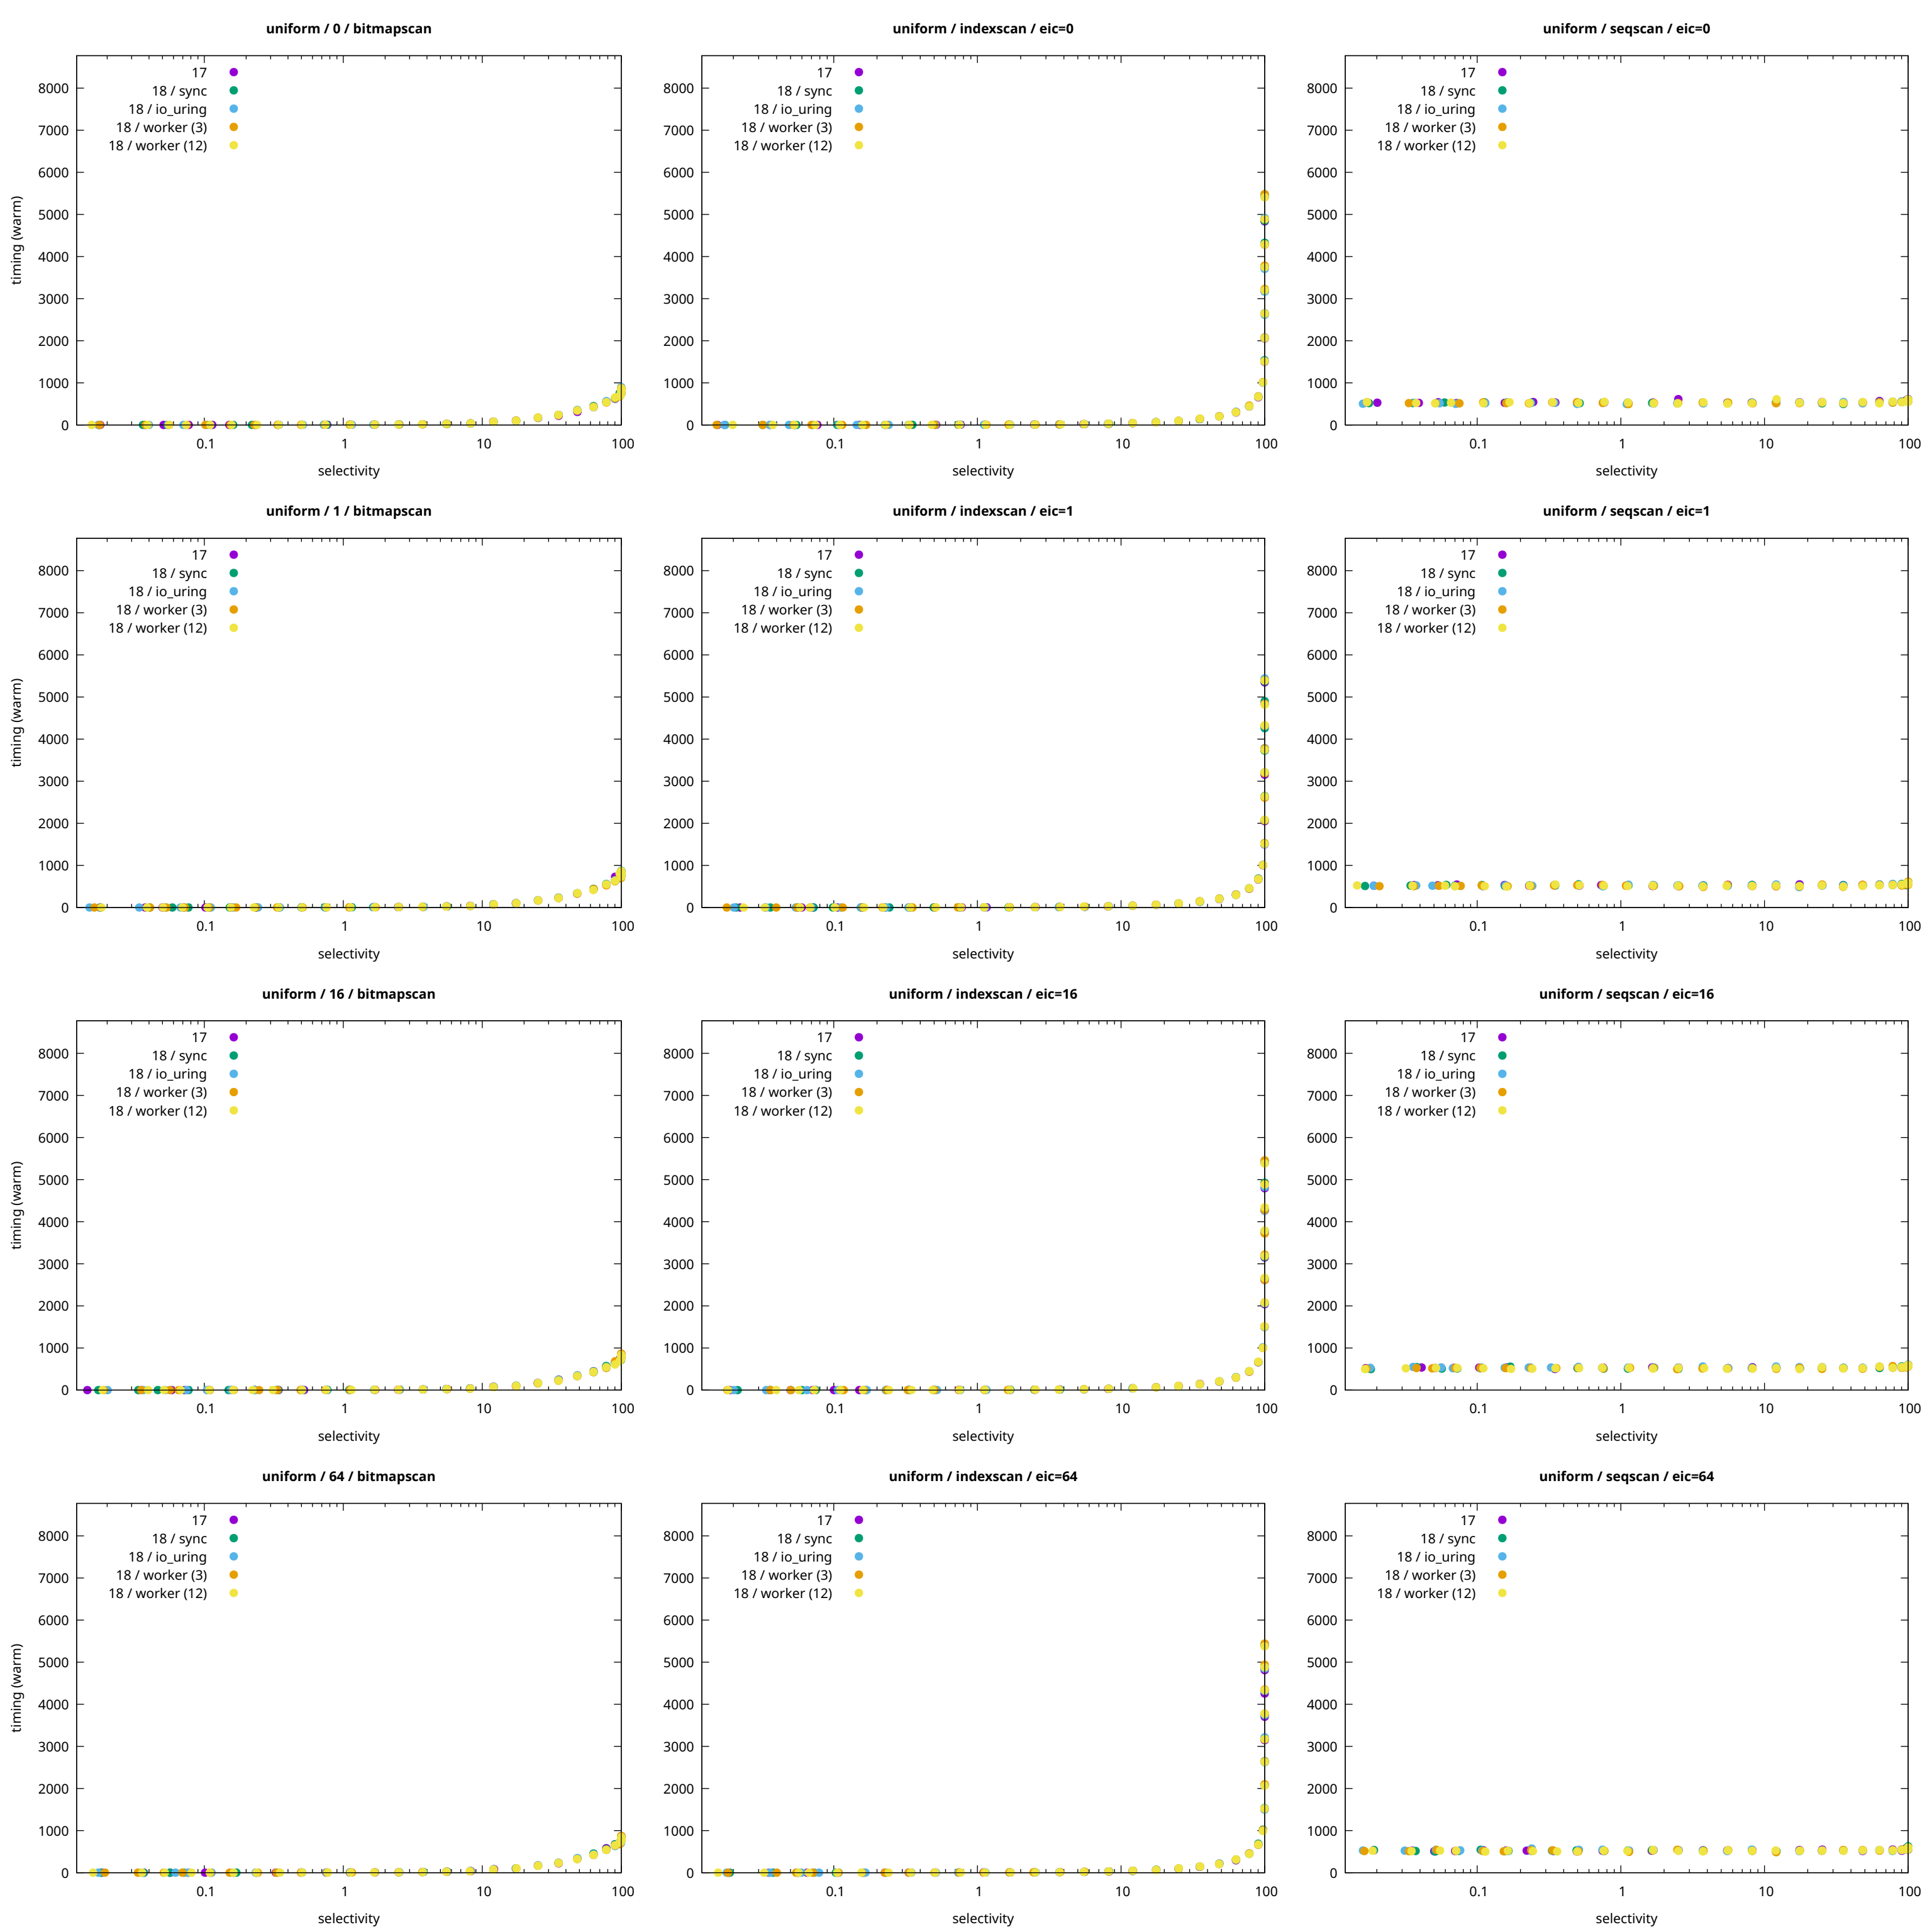 uniform / 0 / bitmapscan
timing (warm)
8000
7000
6000
5000
4000
3000
2000
1000
0
17
18 / sync
18 / io_uring
18 / worker (3)
18 / worker (12)
0.1 1 10 100
selectivity
uniform / indexscan / eic=0
8000
7000
6000
5000
4000
3000
2000
1000
0
17
18 / sync
18 / io_uring
18 / worker (3)
18 / worker (12)
0.1 1 10 100
selectivity
uniform / seqscan / eic=0
8000
7000
6000
5000
4000
3000
2000
1000
0
17
18 / sync
18 / io_uring
18 / worker (3)
18 / worker (12)
0.1 1 10 100
selectivity
uniform / 1 / bitmapscan
timing (warm)
8000
7000
6000
5000
4000
3000
2000
1000
0
17
18 / sync
18 / io_uring
18 / worker (3)
18 / worker (12)
0.1 1 10 100
selectivity
uniform / indexscan / eic=1
8000
7000
6000
5000
4000
3000
2000
1000
0
17
18 / sync
18 / io_uring
18 / worker (3)
18 / worker (12)
0.1 1 10 100
selectivity
uniform / seqscan / eic=1
8000
7000
6000
5000
4000
3000
2000
1000
0
17
18 / sync
18 / io_uring
18 / worker (3)
18 / worker (12)
0.1 1 10 100
selectivity
uniform / 16 / bitmapscan
timing (warm)
8000
7000
6000
5000
4000
3000
2000
1000
0
17
18 / sync
18 / io_uring
18 / worker (3)
18 / worker (12)
0.1 1 10 100
selectivity
uniform / indexscan / eic=16
8000
7000
6000
5000
4000
3000
2000
1000
0
17
18 / sync
18 / io_uring
18 / worker (3)
18 / worker (12)
0.1 1 10 100
selectivity
uniform / seqscan / eic=16
8000
7000
6000
5000
4000
3000
2000
1000
0
17
18 / sync
18 / io_uring
18 / worker (3)
18 / worker (12)
0.1 1 10 100
selectivity
uniform / 64 / bitmapscan
timing (warm)
8000
7000
6000
5000
4000
3000
2000
1000
0
17
18 / sync
18 / io_uring
18 / worker (3)
18 / worker (12)
0.1 1 10 100
selectivity
uniform / indexscan / eic=64
8000
7000
6000
5000
4000
3000
2000
1000
0
17
18 / sync
18 / io_uring
18 / worker (3)
18 / worker (12)
0.1 1 10 100
selectivity
uniform / seqscan / eic=64
8000
7000
6000
5000
4000
3000
2000
1000
0
17
18 / sync
18 / io_uring
18 / worker (3)
18 / worker (12)
0.1 1 10 100
selectivity